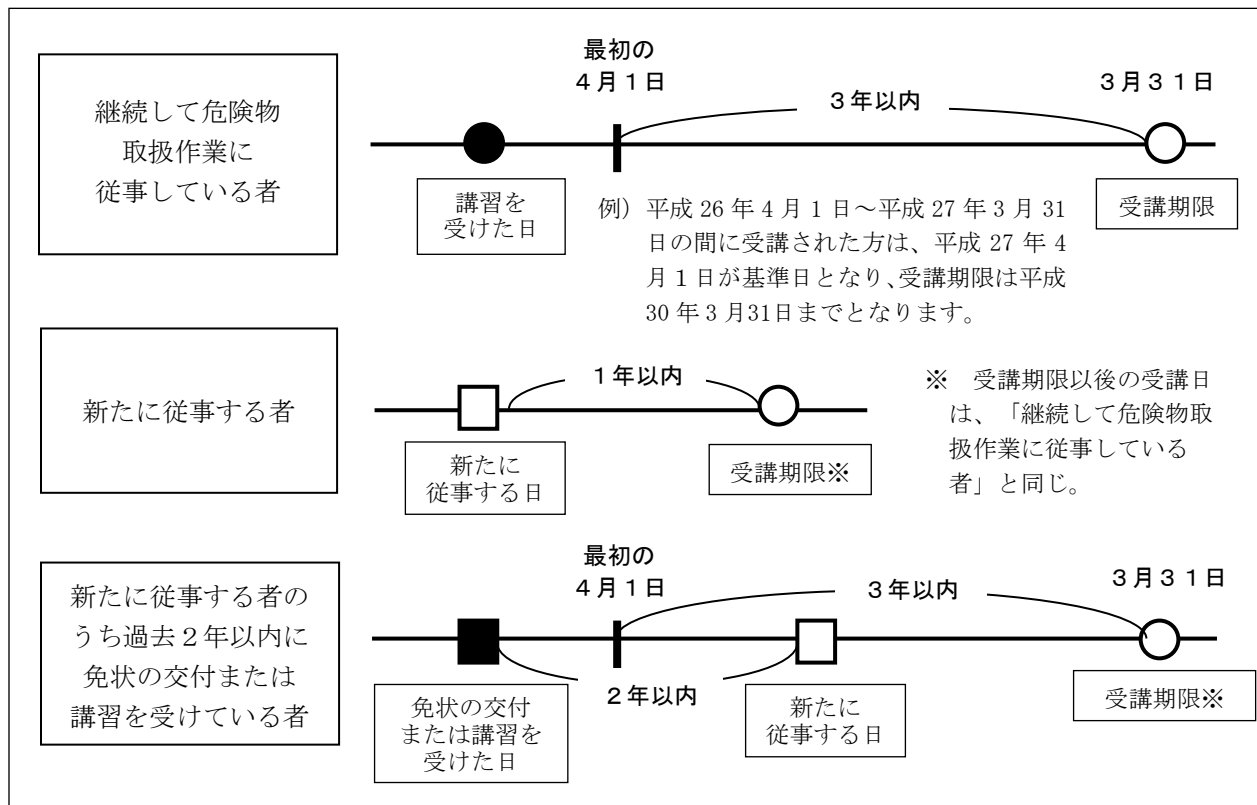 継続して危険物
取扱作業に
従事している者
最初の
４月１日
３年以内
３月３１日
講習を
受けた日
例）平成 26 年 4 月 1 日～平成 27 年 3 月 31
日の間に受講された方は、平成 27 年 4
月１日が基準日となり、受講期限は平成
30 年 3 月31日までとなります。
受講期限
新たに従事する者
１年以内
新たに
従事する日
受講期限※
※　受講期限以後の受講日
は、「継続して危険物取
扱作業に従事している
者」と同じ。
新たに従事する者の
うち過去２年以内に
免状の交付または
講習を受けている者
最初の
４月１日
３年以内
３月３１日
２年以内
免状の交付
または講習を
受けた日
新たに
従事する日
受講期限※